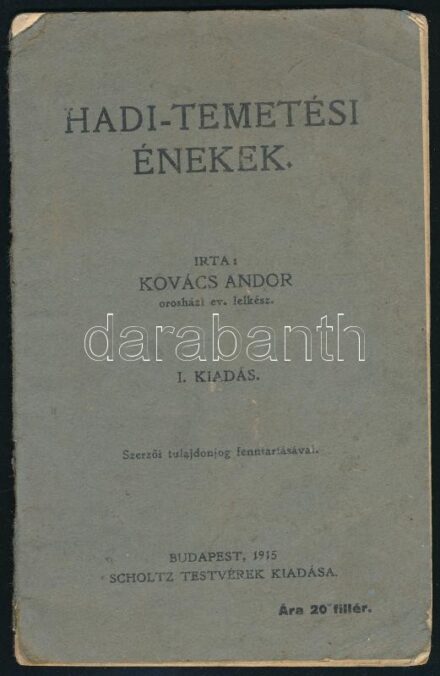 HADI-TEMETÉSI
ÉNEKEK.
IRTA:
KOVÁCS ANDOR
orosházi ev. lelkész.
darabanth
I. KIADÁS.
Szerzői tulajdonjog fenntartásával.
BUDAPEST, 1915
SCHOLTZ TESTVÉREK KIADÁSA.
Ára 20 fillér.